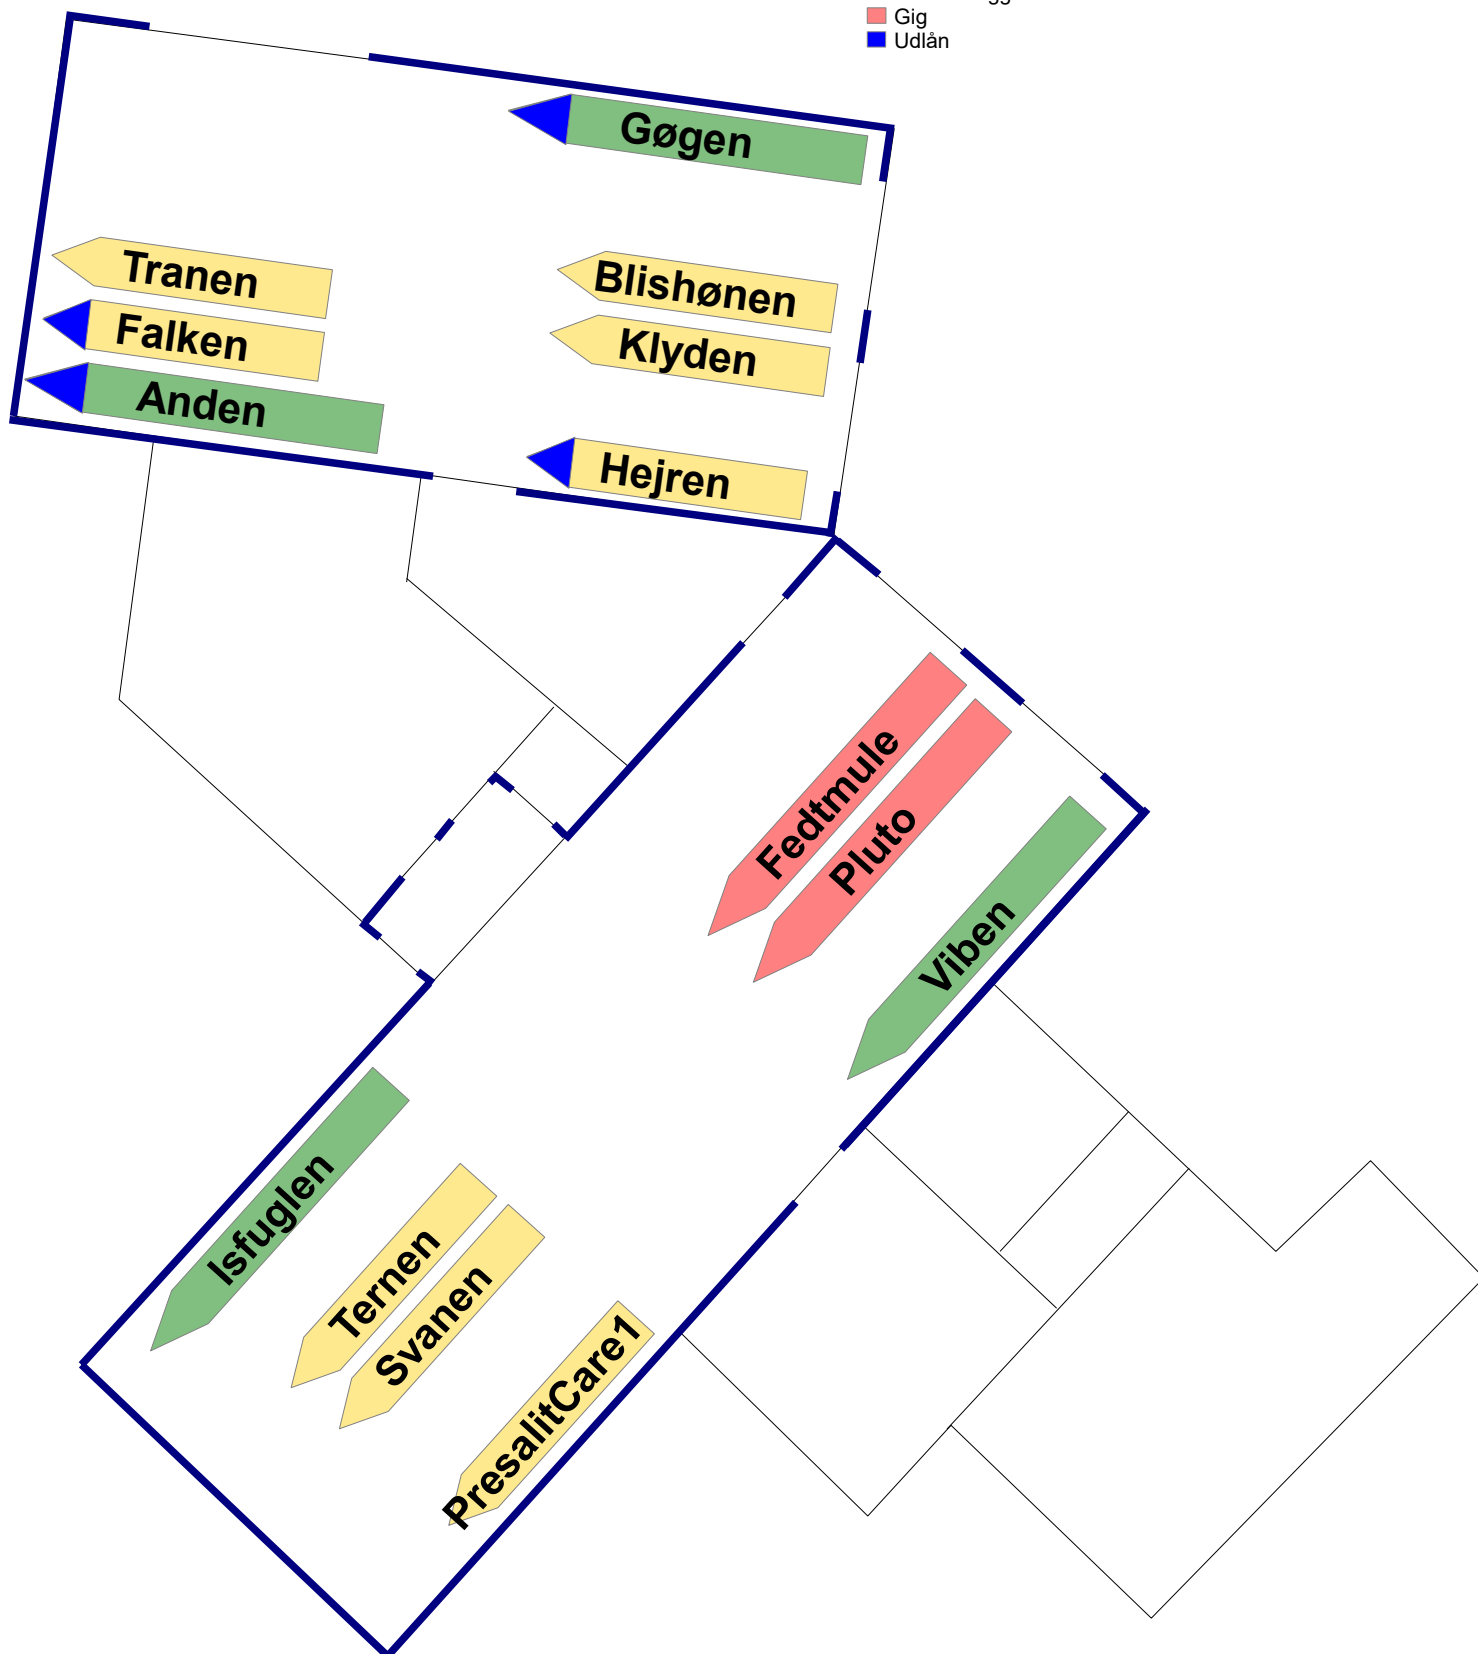 Gig
Udlån
Gøgen
Tranen
Blishønen
Falken
Klyden
Anden
Hejren
Fedtmule
Pluto
Viben
Isfuglen
Ternen
Svanen
PresalitCare1